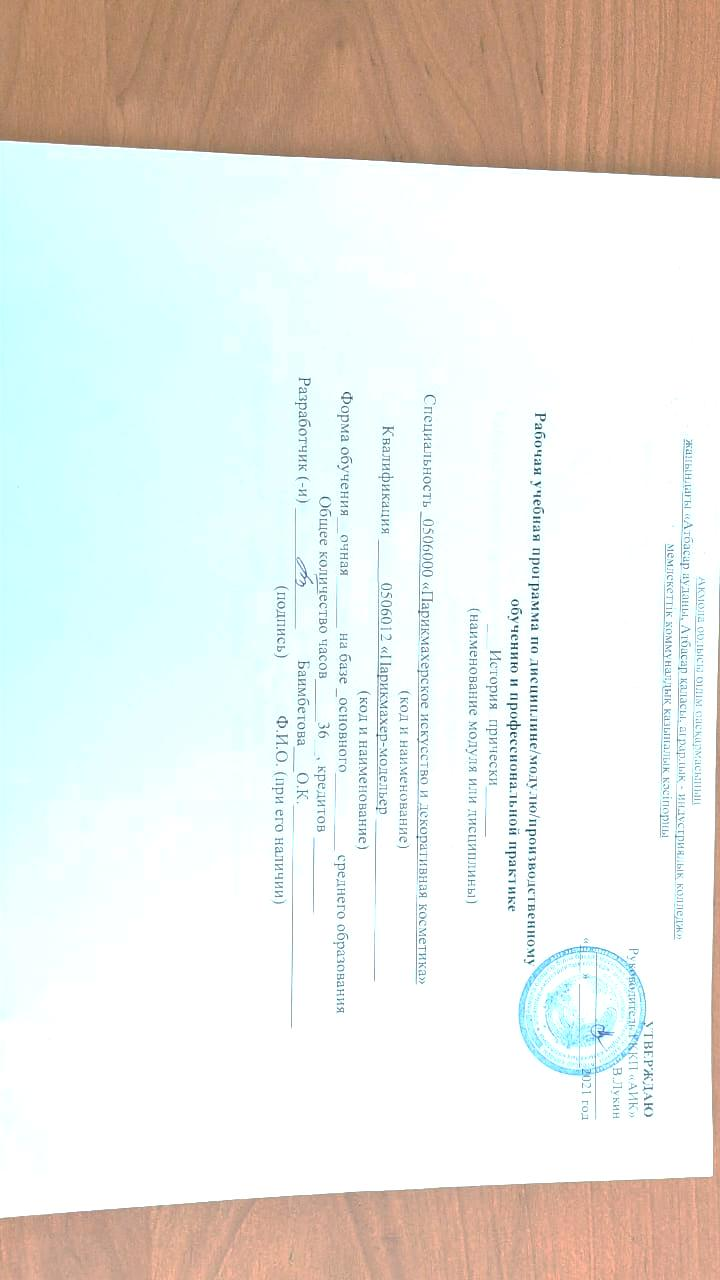 Ақмола облысы білім басқармасының
жанындағы «Атбасар ауданы, Атбасар қаласы, аграрлық - индустриялық колледж»
мемлекеттік коммуналдық қазыналық кәсіпорны
УТВЕРЖДАЮ
Руководитель ГККП «АИК»
В.Лукин
« » 2021 год
Рабочая учебная программа по дисциплине/модулю/производственному
обучению и профессиональной практике
История прически
(наименование модуля или дисциплины)
Специальность _0506000 «Парикмахерское искусство и декоративная косметика»
(код и наименование)
Квалификация 0506012 «Парикмахер-модельер
(код и наименование)
Форма обучения очная на базе _основного среднего образования
Общее количество часов 36 , кредитов
Разработчик (-и) Баимбетова О.К.
(подпись) Ф.И.О. (при его наличии)